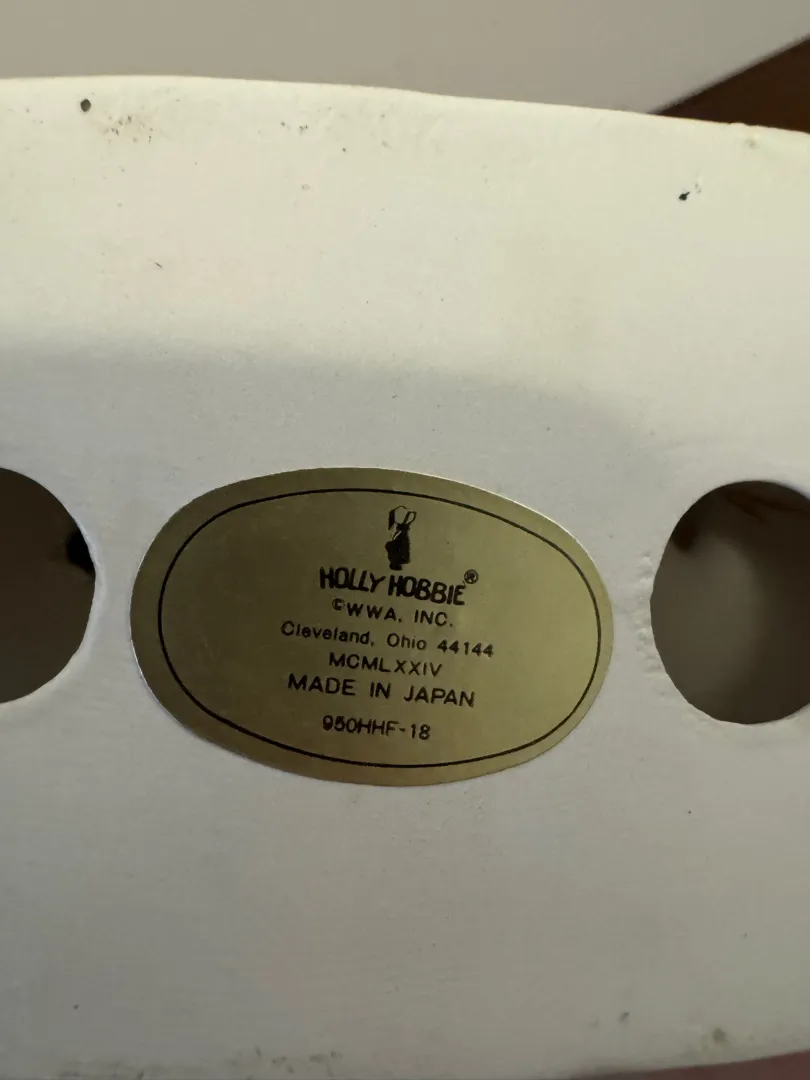 HOLLY HOBBIE®
©WWA, INC.
Cleveland, Ohio 44144
MCMLXXIV
MADE IN JAPAN
950HHF-18